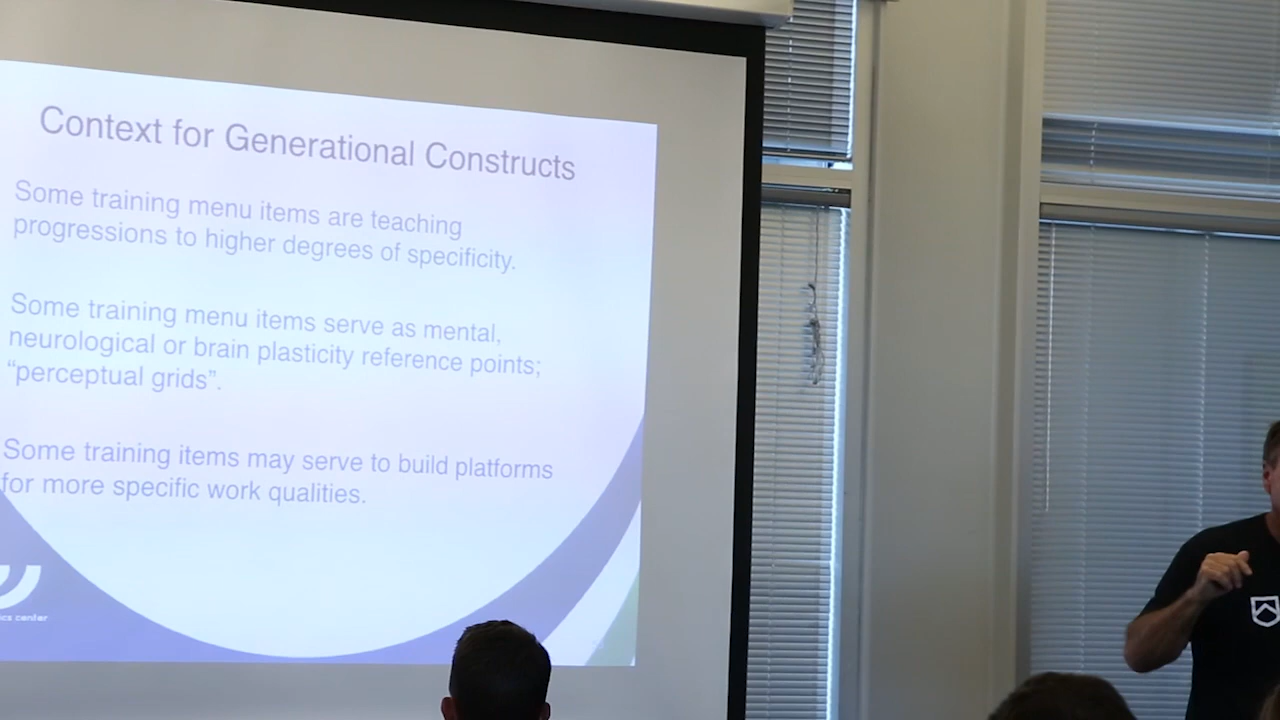 Context for Generational Constructs
Some training menu items are teaching
progressions to higher degrees of specificity.
Some training menu items serve as mental,
neurological or brain plasticity reference points;
“perceptual grids”.
Some training items may serve to build platforms
for more specific work qualities.
ics center